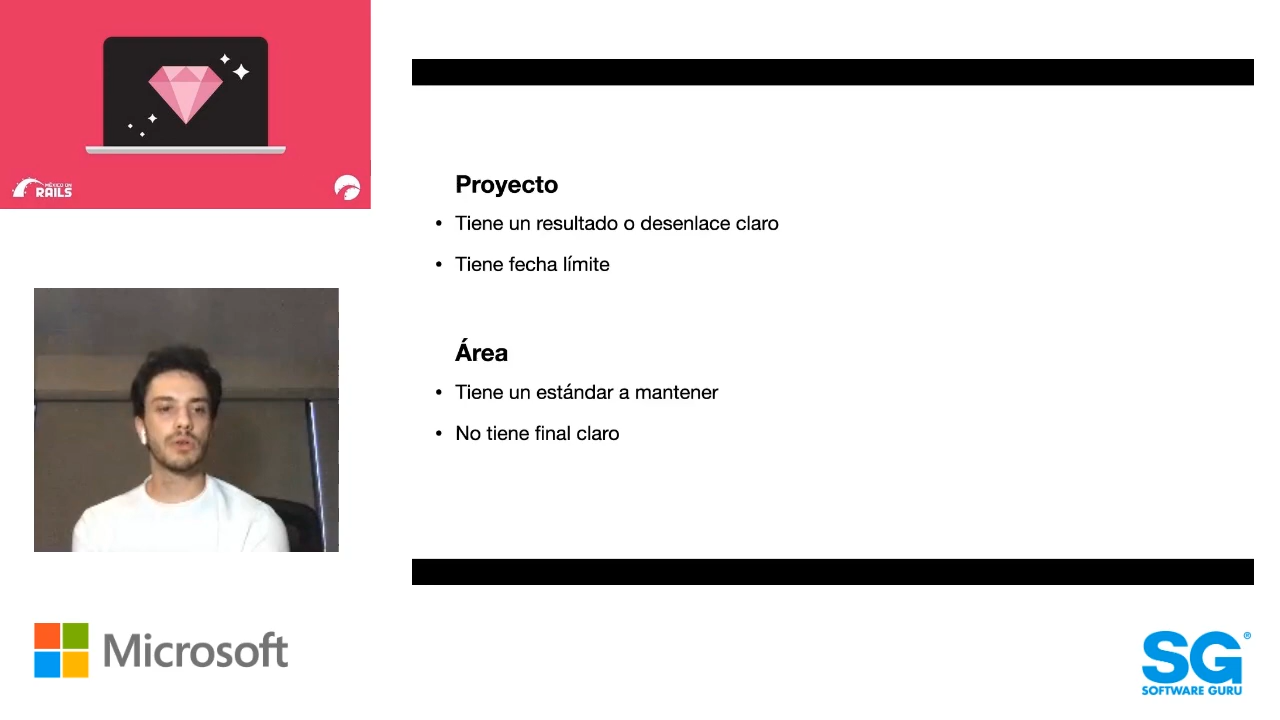 MÉXICO ON
RAILS
Proyecto
• Tiene un resultado o desenlace claro
• Tiene fecha límite
Área
• Tiene un estándar a mantener
• No tiene final claro
Microsoft
SG®
SOFTWARE GURU